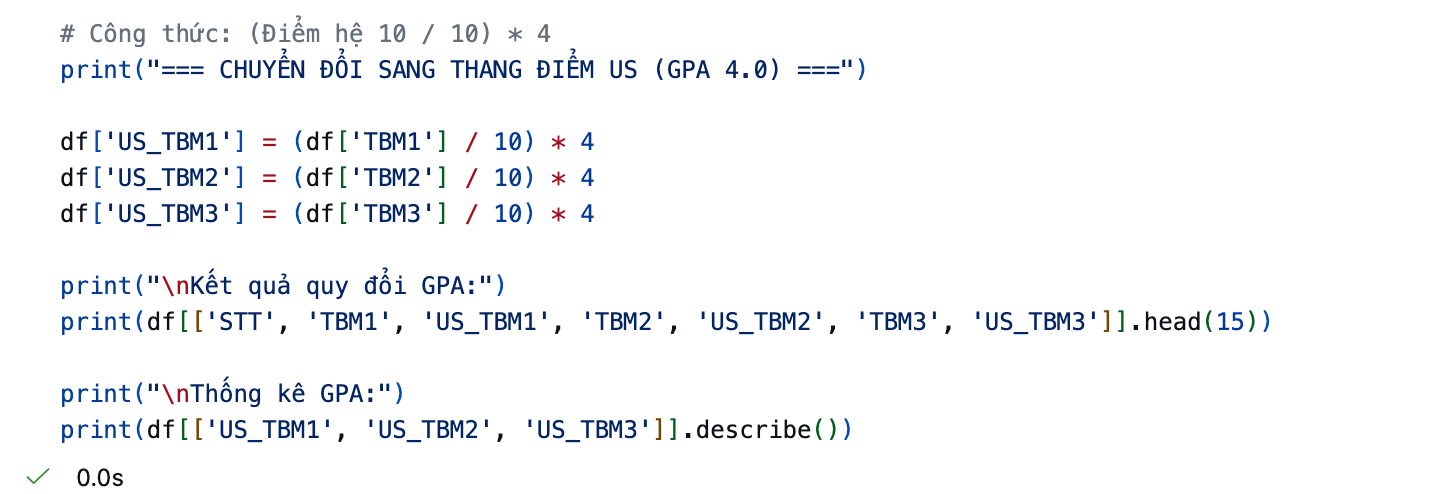 # Công thức: (Điểm hệ 10 / 10) * 4
print("=== CHUYỂN ĐỔI SANG THANG ĐIỂM US (GPA 4.0) ===")
df['US_TBM1'] = (df['TBM1'] / 10) * 4
df['US_TBM2'] = (df['TBM2'] / 10) * 4
df['US_TBM3'] = (df['TBM3'] / 10) * 4
print("\nKết quả quy đổi GPA:")
print(df[['STT', 'TBM1', 'US_TBM1', 'TBM2', 'US_TBM2', 'TBM3', 'US_TBM3']].head(15))
print("\nThống kê GPA:")
print(df[['US_TBM1', 'US_TBM2', 'US_TBM3']].describe())
0.0s